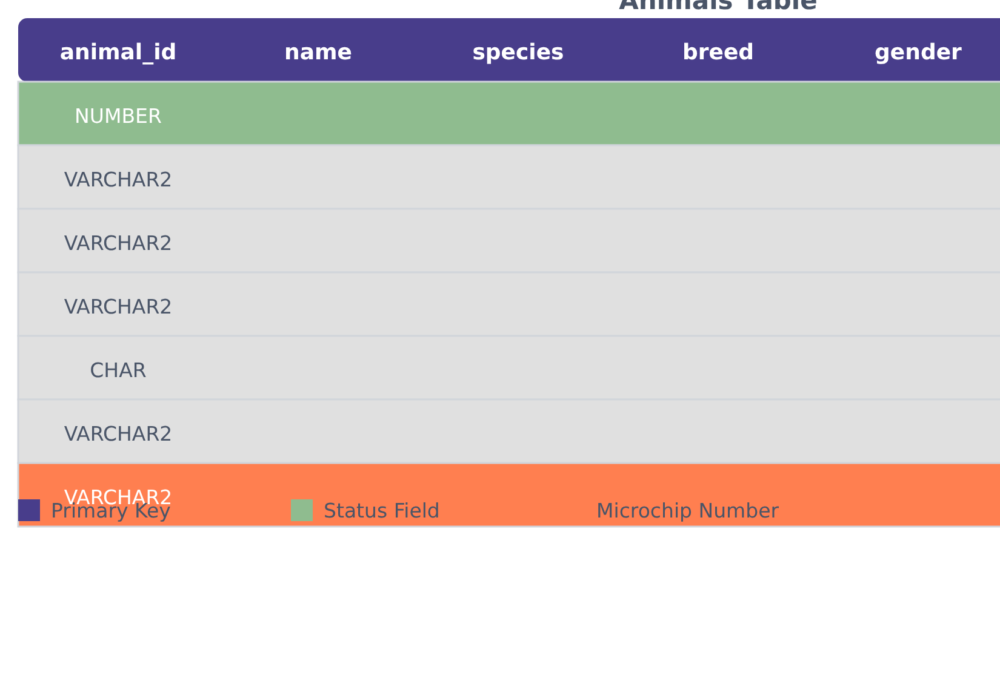 Animals Table
animal_id name species breed gender
NUMBER
VARCHAR2
VARCHAR2
VARCHAR2
CHAR
VARCHAR2
VARCHAR2
Primary Key Status Field Microchip Number